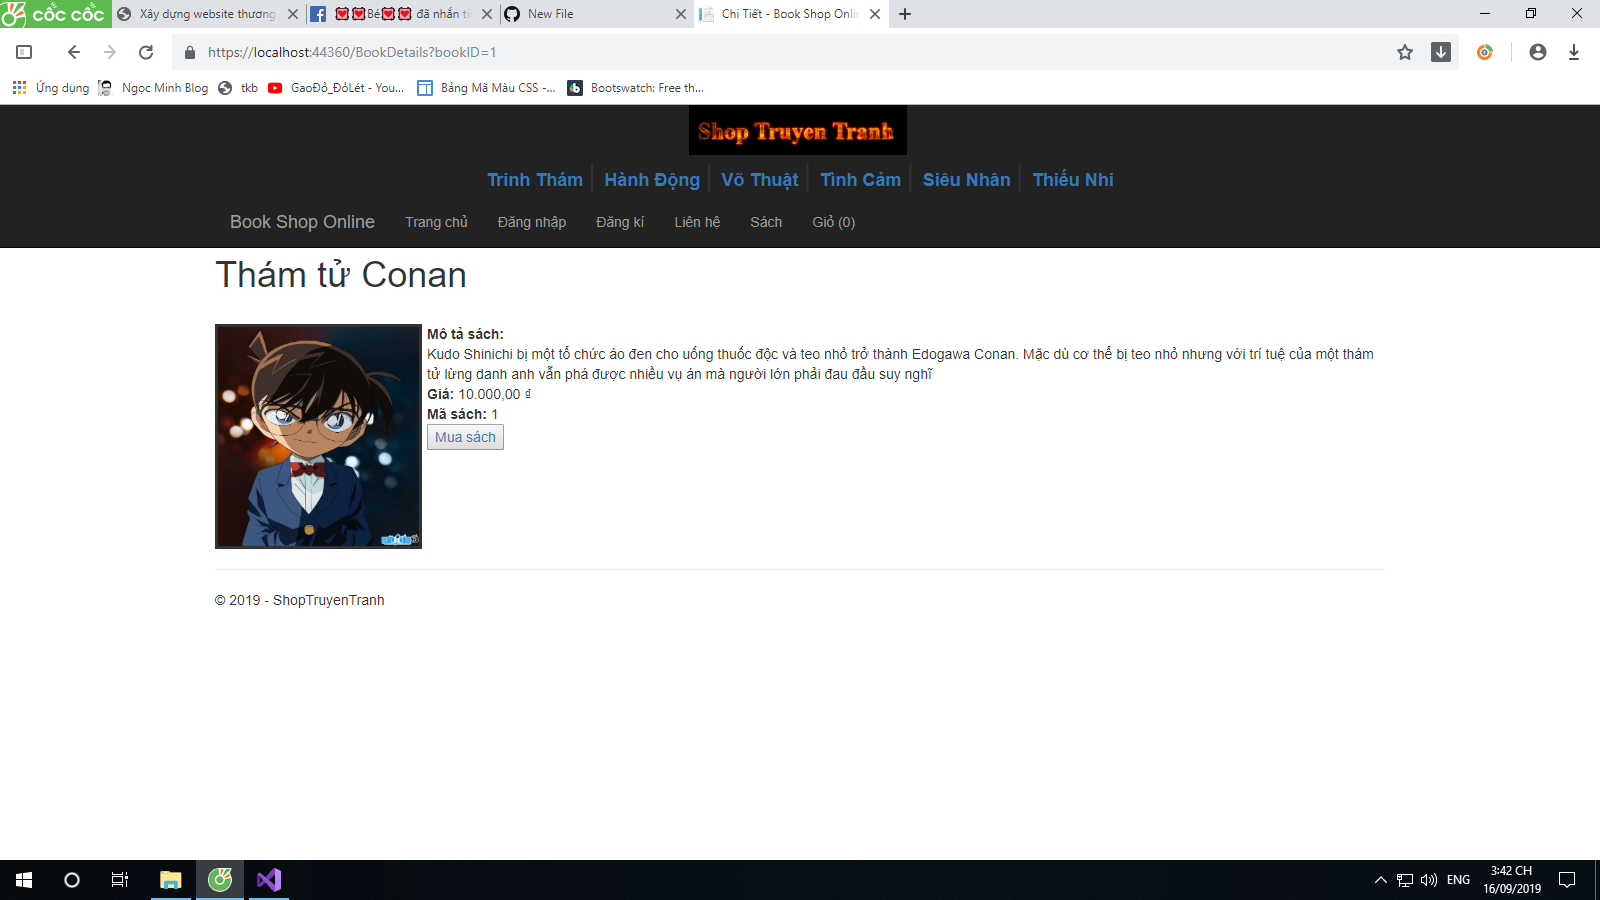 cốc cốc
Xây dựng website thương
Bé
đã nhắn ti
New File
Chi Tiết - Book Shop Onlin
https://localhost:44360/BookDetails?bookID=1
Ứng dụng
Ngọc Minh Blog
tkb
GaoĐỏ_ĐỏLét - You...
Bảng Mã Màu CSS -...
Bootswatch: Free th...
Shop Truyen Tranh
Trinh Thám
Hành Động
Võ Thuật
Tình Cảm
Siêu Nhân
Thiếu Nhi
Book Shop Online
Trang chủ
Đăng nhập
Đăng kí
Liên hệ
Sách
Giỏ (0)
Thám tử Conan
Mô tả sách:
Kudo Shinichi bị một tổ chức áo đen cho uống thuốc độc và teo nhỏ trở thành Edogawa Conan. Mặc dù cơ thể bị teo nhỏ nhưng với trí tuệ của một thám
tử lừng danh anh vẫn phá được nhiều vụ án mà người lớn phải đau đầu suy nghĩ
Giá: 10.000,00 ₫
Mã sách: 1
Mua sách
© 2019 - ShopTruyenTranh
ENG
3:42 CH
16/09/2019